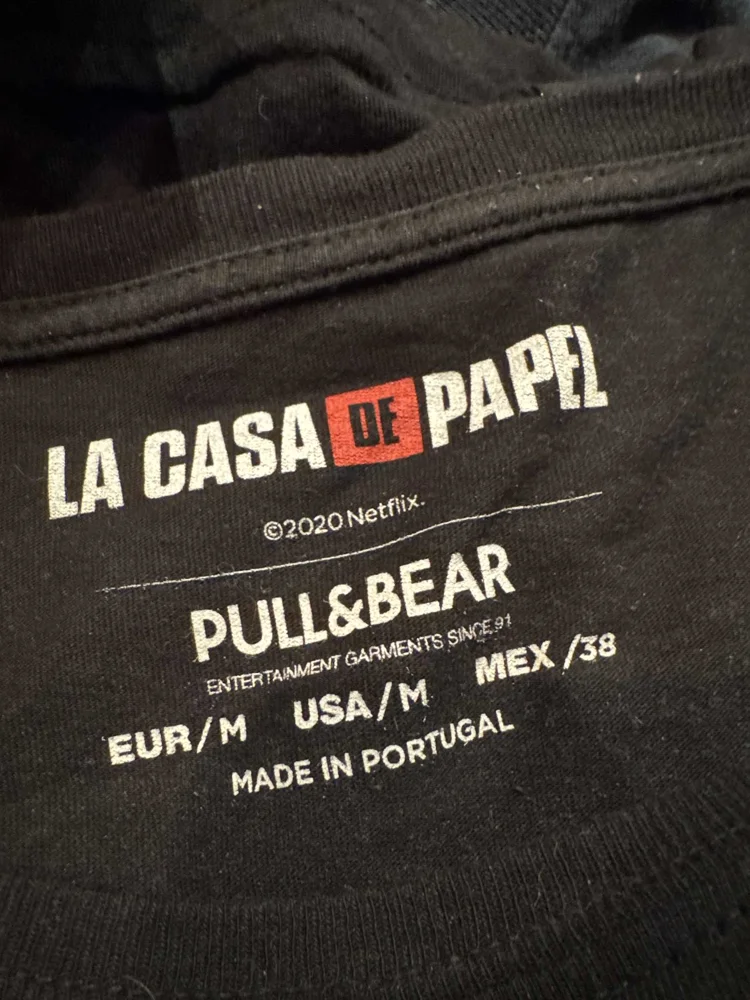 LA CASA DE PAPEL
©2020 Netflix.
PULL&BEAR
ENTERTAINMENT GARMENTS SINCE 91
EUR/M USA/M MEX /38
MADE IN PORTUGAL